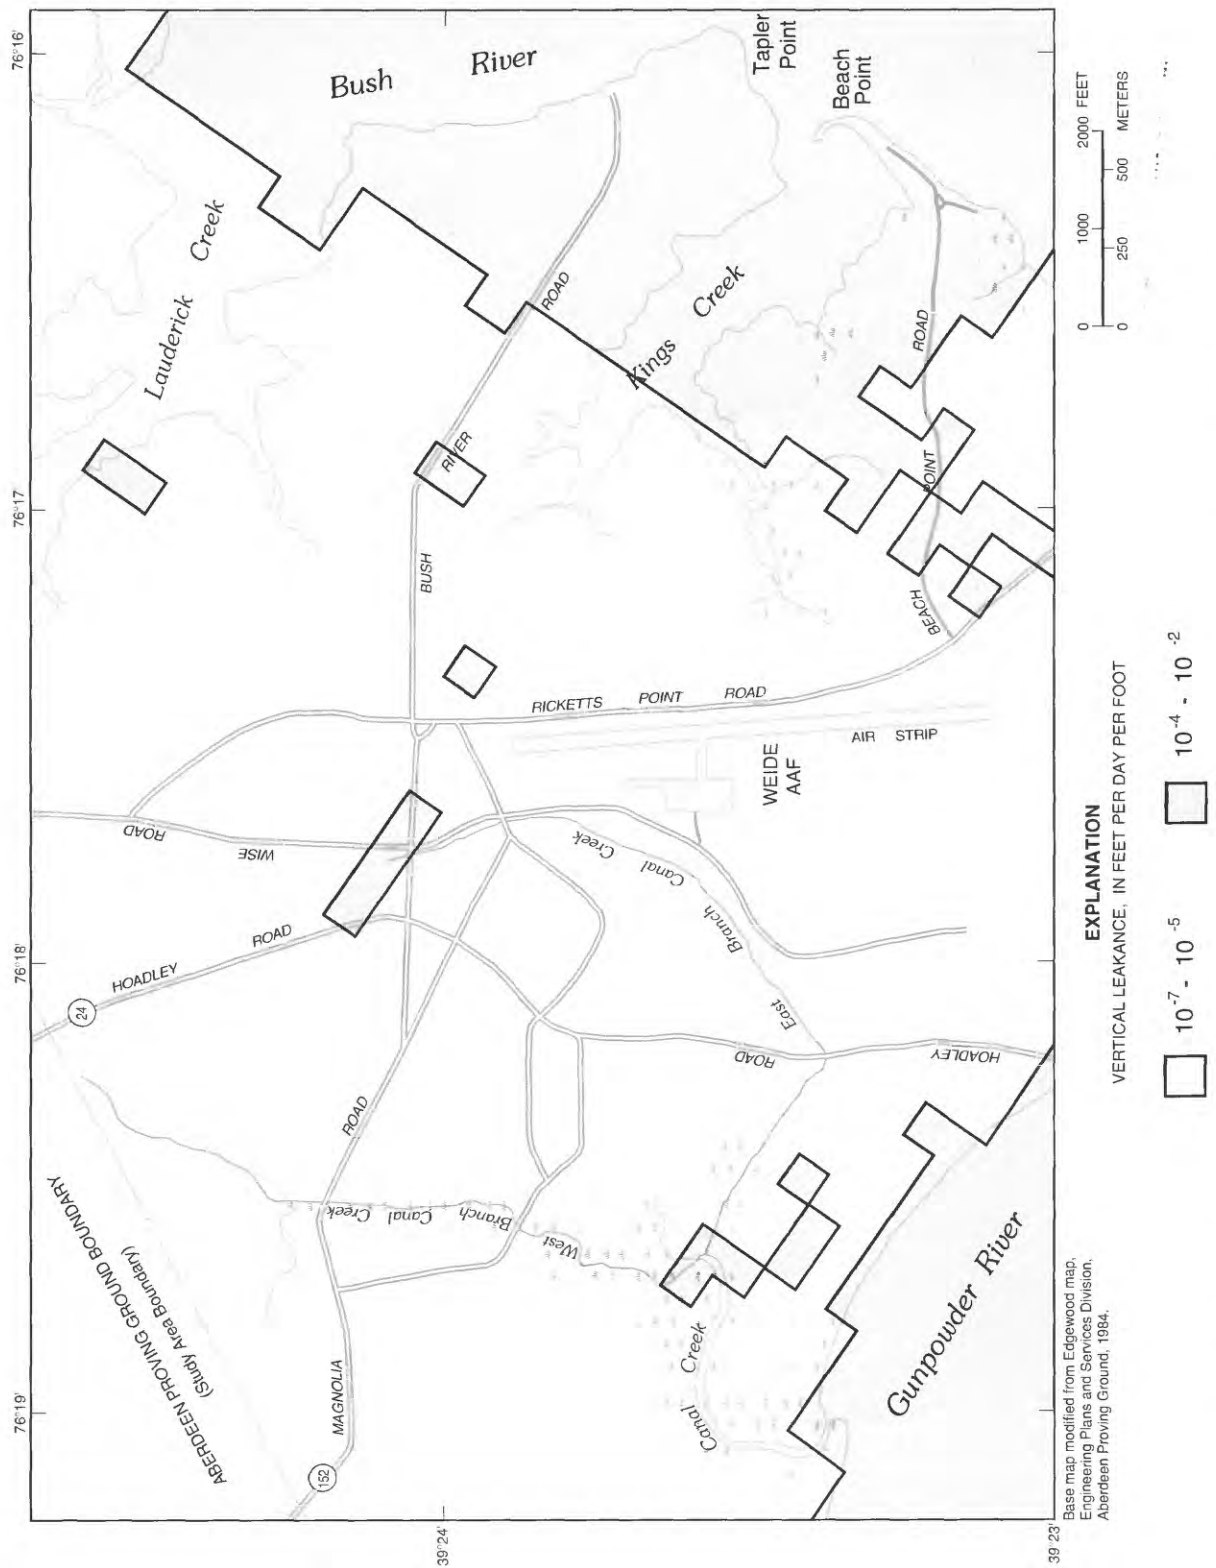 76°19'
76°18'
76°17'
76°16'
39°24'
39°23'
ABERDEEN PROVING GROUND BOUNDARY
(Study Area Boundary)
152
MAGNOLIA
ROAD
24
HOADLEY
ROAD
WISE
ROAD
Lauderick
Creek
Bush
River
BUSH
RIVER
ROAD
West
Branch
Canal
Creek
RICKETTS
POINT
ROAD
AIR STRIP
WEIDE
AAF
East
Branch
Canal
Creek
HOADLEY
ROAD
Canal
Creek
Gunpowder River
Kings
Creek
BEACH
POINT
ROAD
Tapler
Point
Beach
Point
Base map modified from Edgewood map,
Engineering Plans and Services Division,
Aberdeen Proving Ground, 1984.
0 1000 2000 FEET
0 250 500 METERS
EXPLANATION
VERTICAL LEAKANCE, IN FEET PER DAY PER FOOT
10⁻⁷ - 10⁻⁵
10⁻⁴ - 10⁻²